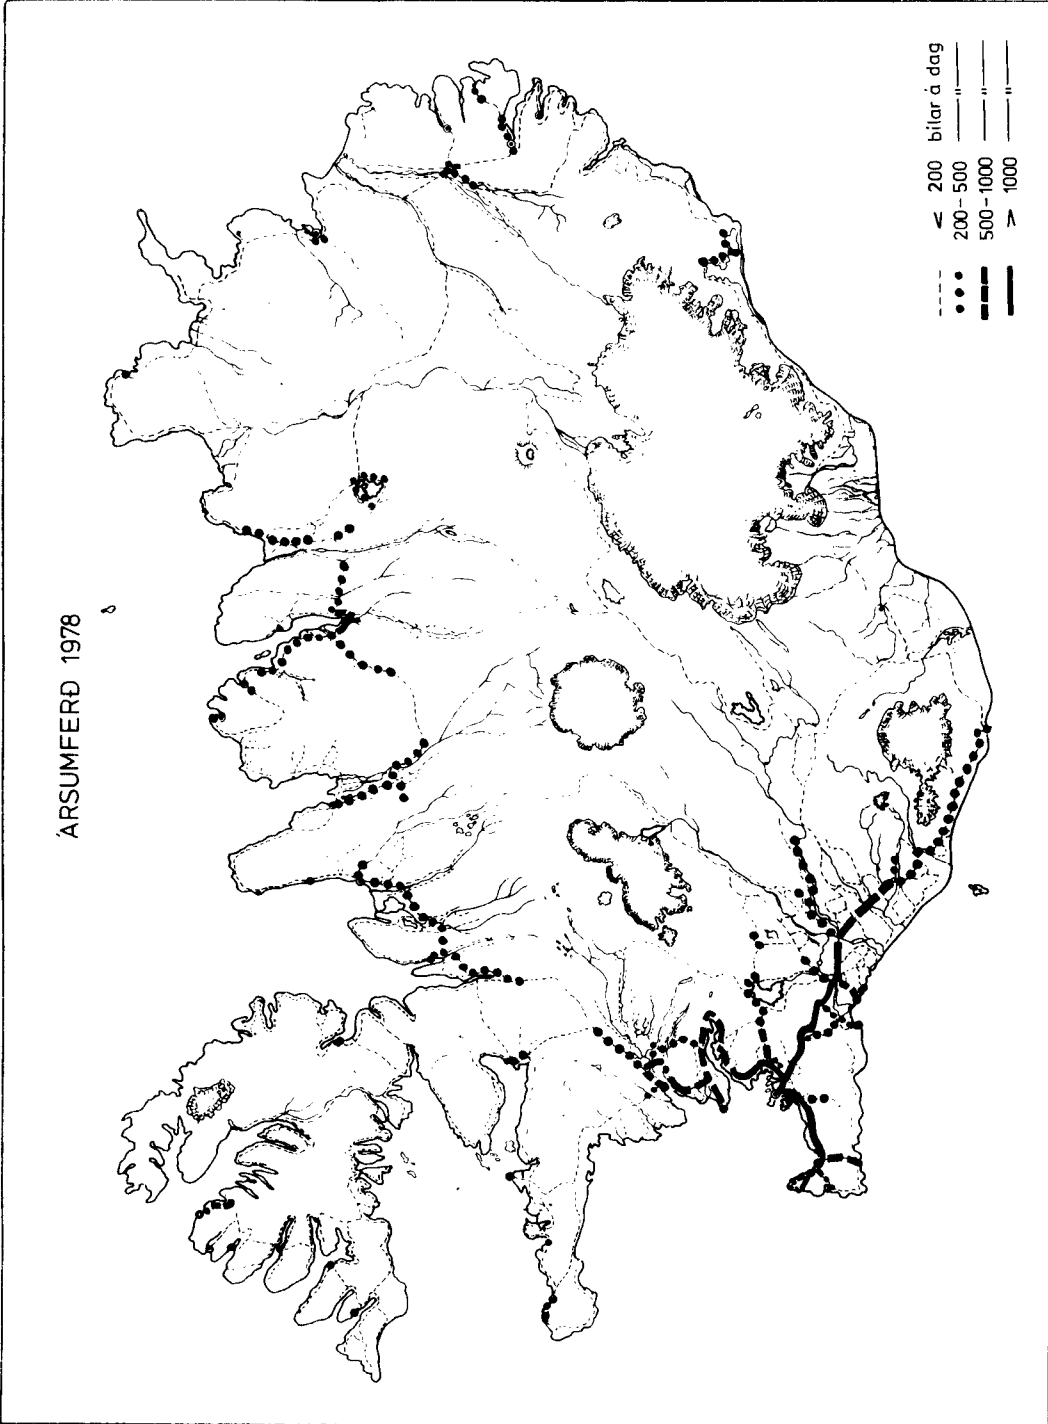 ÁRSUMFERÐ 1978
< 200 bílar á dag
200-500 —"—
500-1000 —"—
> 1000 —"—